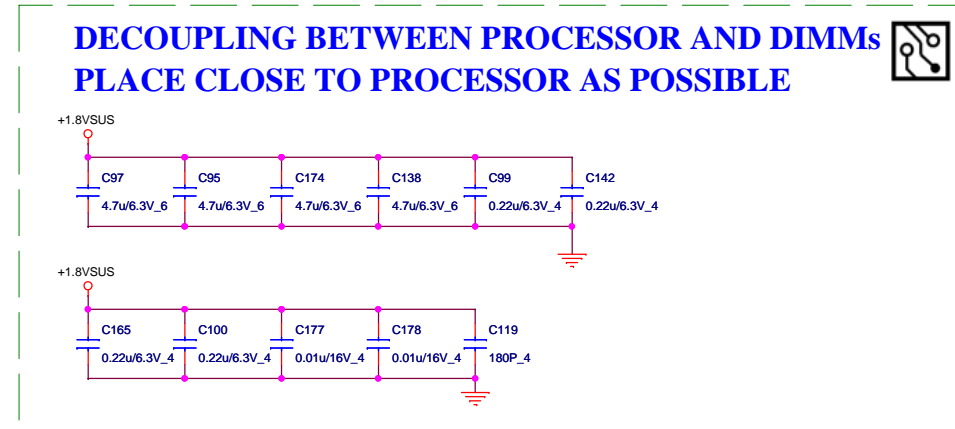 DECOUPLING BETWEEN PROCESSOR AND DIMMs
PLACE CLOSE TO PROCESSOR AS POSSIBLE
+1.8VSUS
C97 C95 C174 C138 C99 C142
4.7u/6.3V_6 4.7u/6.3V_6 4.7u/6.3V_6 4.7u/6.3V_6 0.22u/6.3V_4 0.22u/6.3V_4
+1.8VSUS
C165 C100 C177 C178 C119
0.22u/6.3V_4 0.22u/6.3V_4 0.01u/16V_4 0.01u/16V_4 180P_4